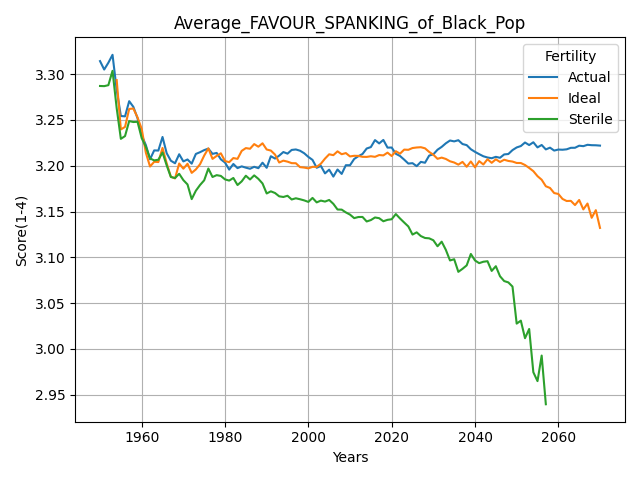 Average_FAVOUR_SPANKING_of_Black_Pop
Fertility
Actual
Ideal
Sterile
Score(1-4)
3.30
3.25
3.20
3.15
3.10
3.05
3.00
2.95
1960 1980 2000 2020 2040 2060
Years